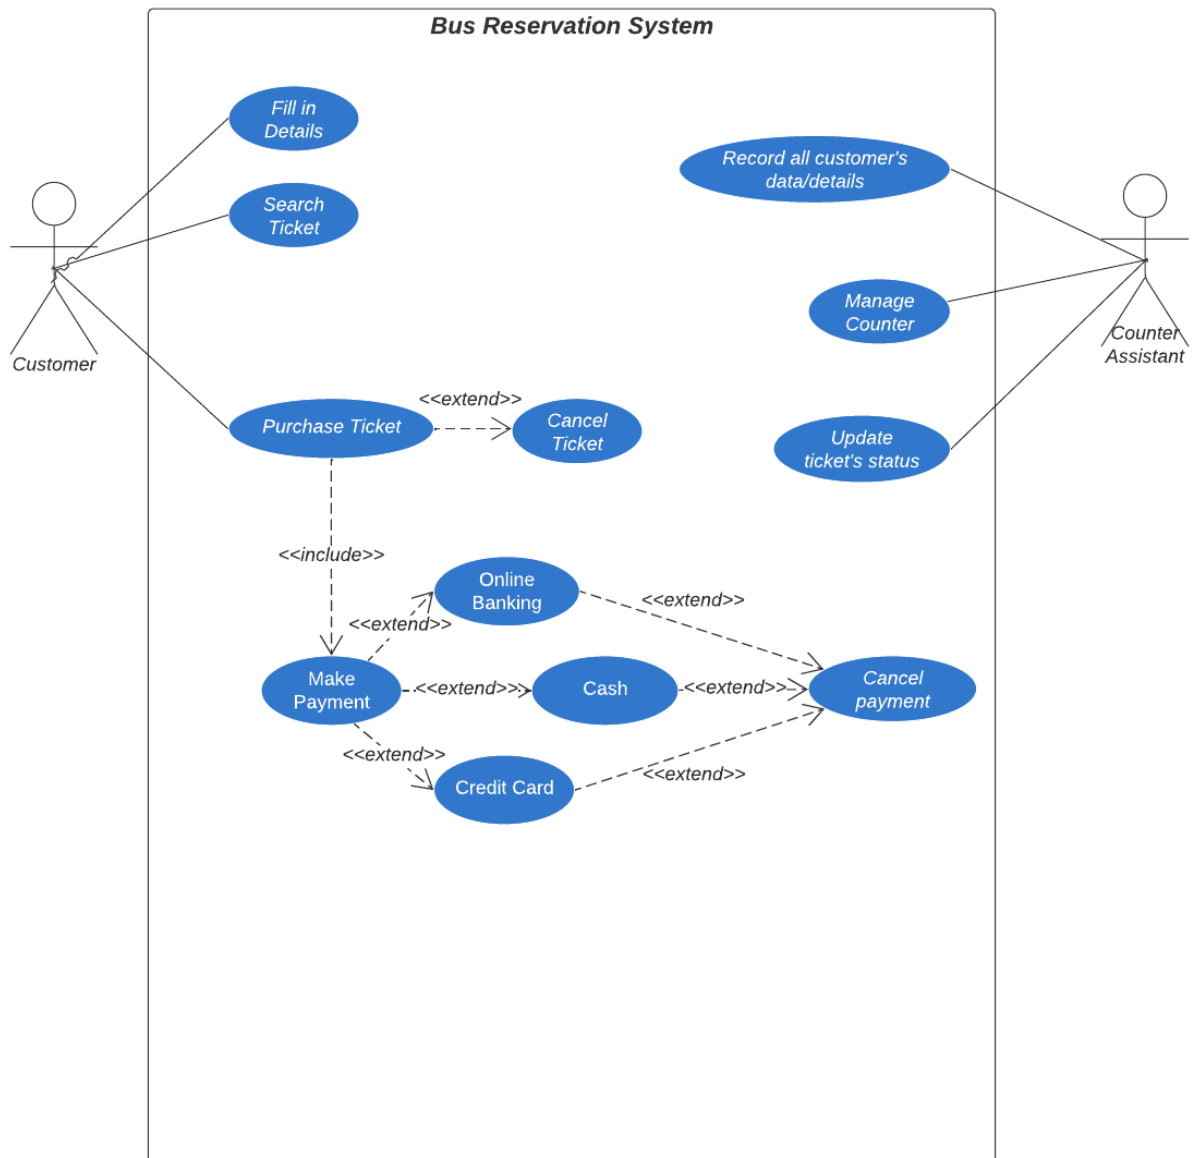 Bus Reservation System
Fill in
Details
Record all customer's
data/details
Search
Ticket
Manage
Counter
Customer
Counter
Assistant
<<extend>>
Purchase Ticket
Cancel
Ticket
Update
ticket's status
<<include>>
Online
Banking
<<extend>>
<<extend>>
Make
Payment
<<extend>>
Cash
<<extend>>
Cancel
payment
<<extend>>
Credit Card
<<extend>>